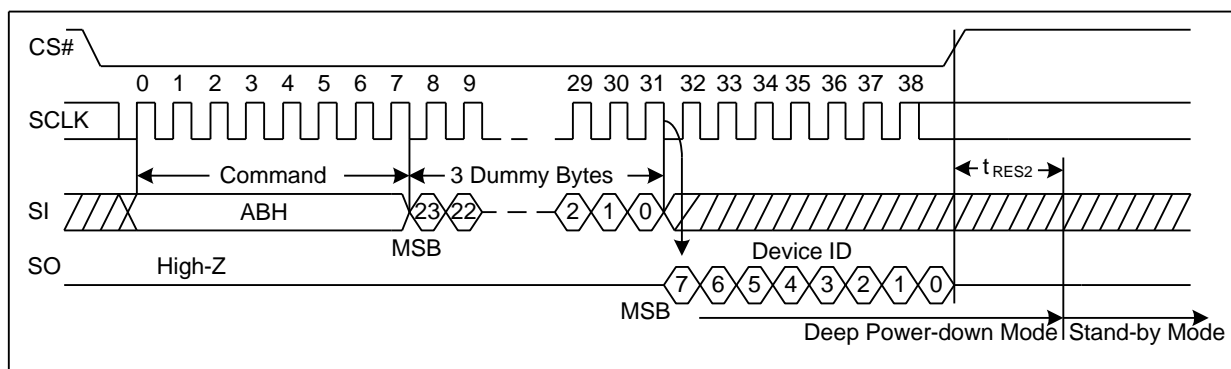 CS#
0 1 2 3 4 5 6 7 8 9 29 30 31 32 33 34 35 36 37 38
SCLK
Command 3 Dummy Bytes tRES2
SI ABH 23 22 2 1 0
MSB Device ID
SO High-Z 7 6 5 4 3 2 1 0
MSB
Deep Power-down Mode Stand-by Mode